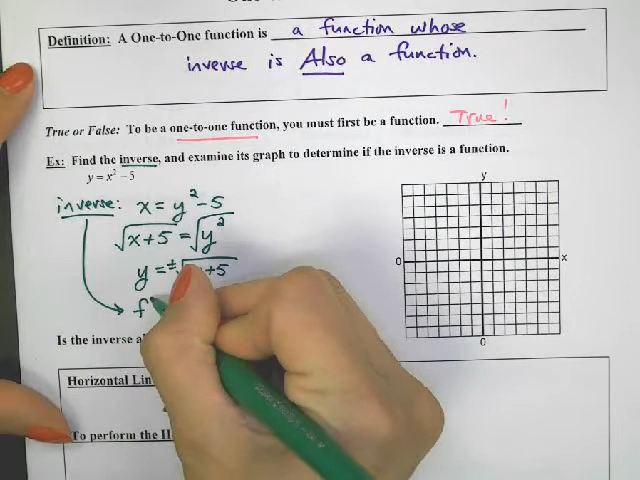 Definition: A One-to-One function is a function whose
inverse is Also a function.
True or False: To be a one-to-one function, you must first be a function. True!
Ex: Find the inverse, and examine its graph to determine if the inverse is a function.
y = x² - 5
y
inverse: x = y² - 5
√x+5 = √y²
y = ±√x+5
0 x
f
0
Is the inverse
Horizontal Lin
To perform the H